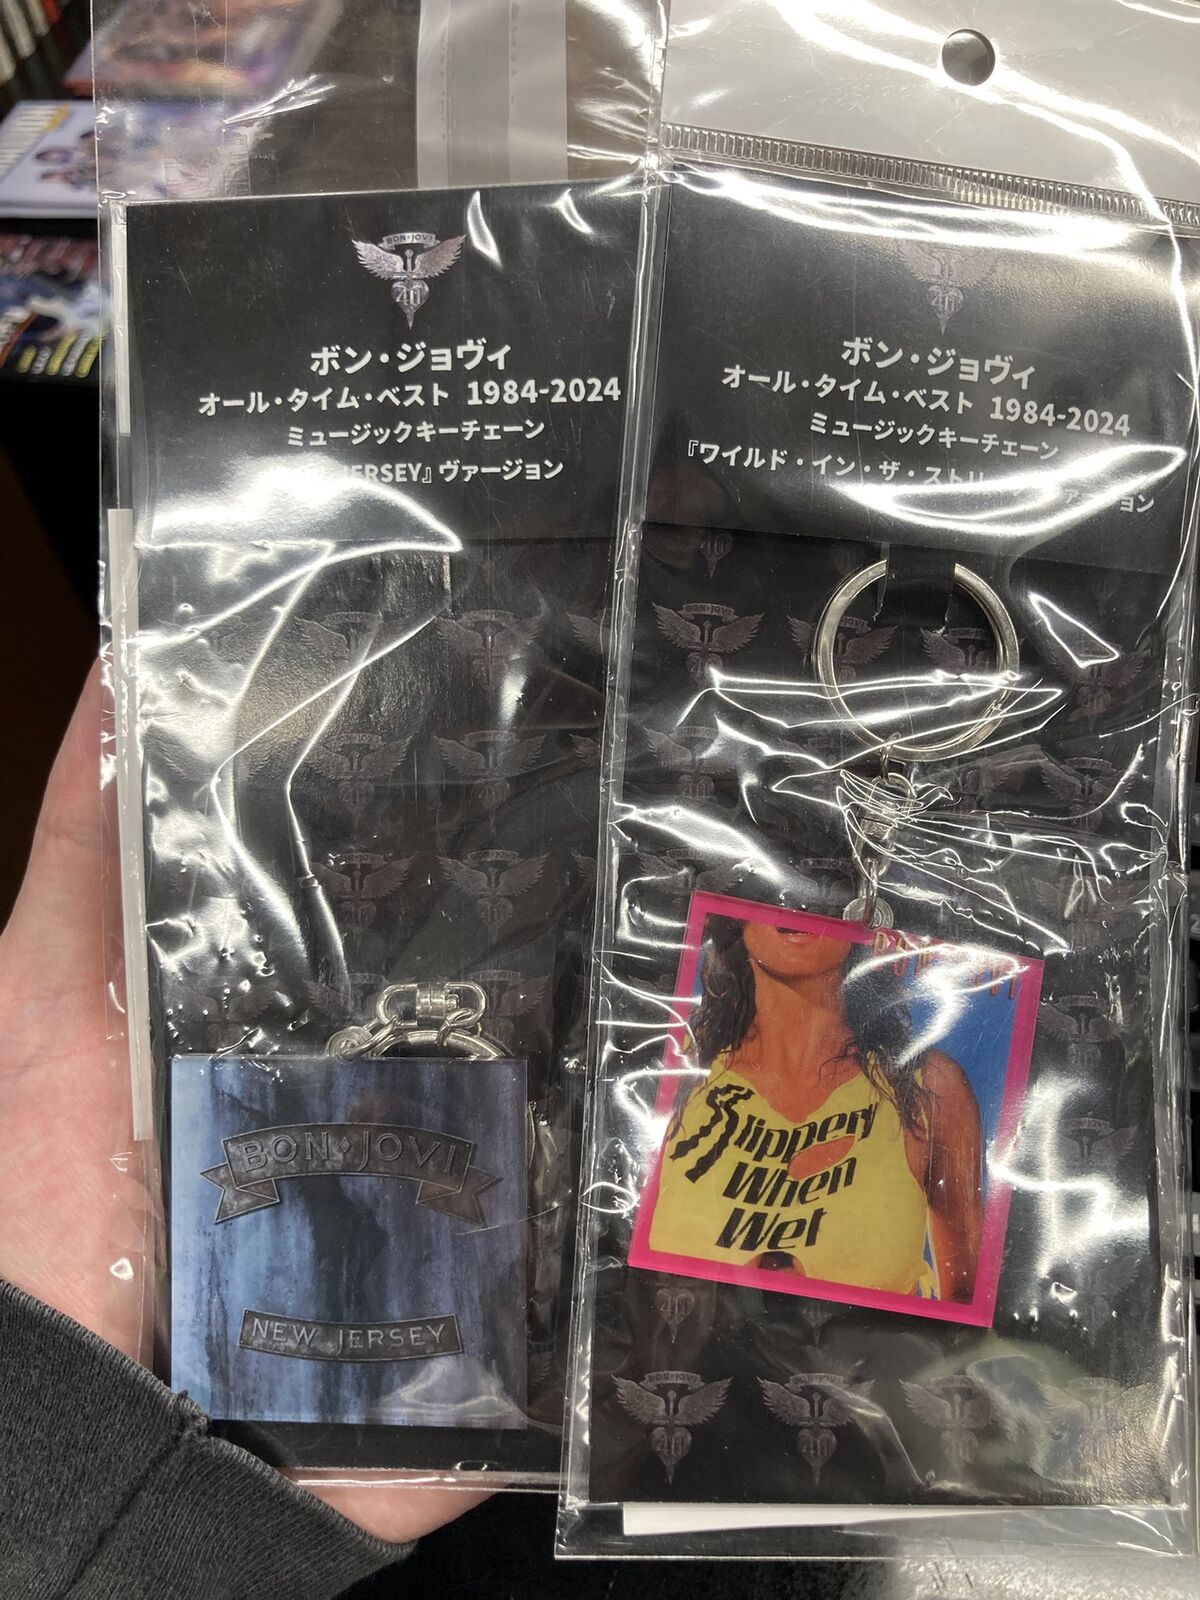 BON JOVI
40
ボン・ジョヴィ
オール・タイム・ベスト 1984-2024
ミュージックキーチェーン
JERSEY』ヴァージョン
BON JOVI
NEW JERSEY
40
ボン・ジョヴィ
オール・タイム・ベスト 1984-2024
ミュージックキーチェーン
『ワイルド・イン・ザ・ストリ
ョン
Slippery
When
Wet